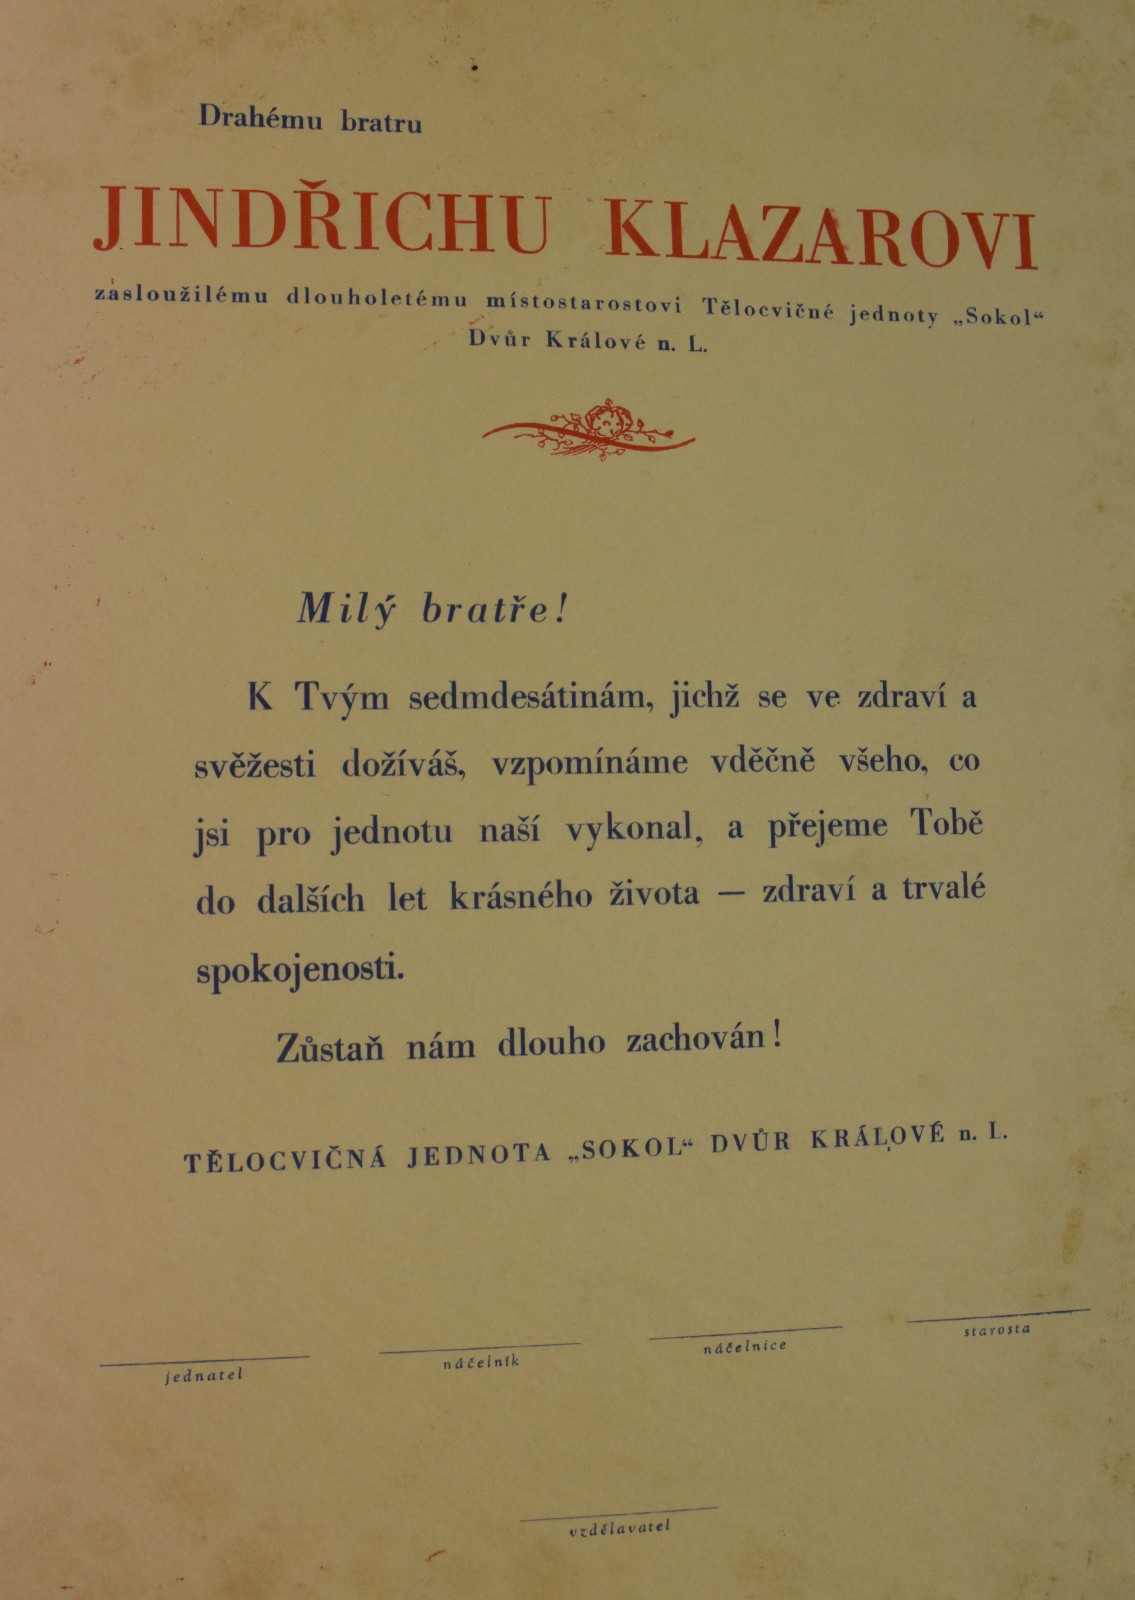 Drahému bratru
JINDŘICHU KLAZAROVI
zasloužilému dlouholetému místostarostovi Tělocvičné jednoty „Sokol“
Dvůr Králové n. L.
Milý bratře!
K Tvým sedmdesátinám, jichž se ve zdraví a
svěžesti dožíváš, vzpomínáme vděčně všeho, co
jsi pro jednotu naší vykonal, a přejeme Tobě
do dalších let krásného života — zdraví a trvalé
spokojenosti.
Zůstaň nám dlouho zachován!
TĚLOCVIČNÁ JEDNOTA „SOKOL“ DVŮR KRÁLOVÉ n. L.
jednatel náčelník náčelnice starosta
vzdělavatel